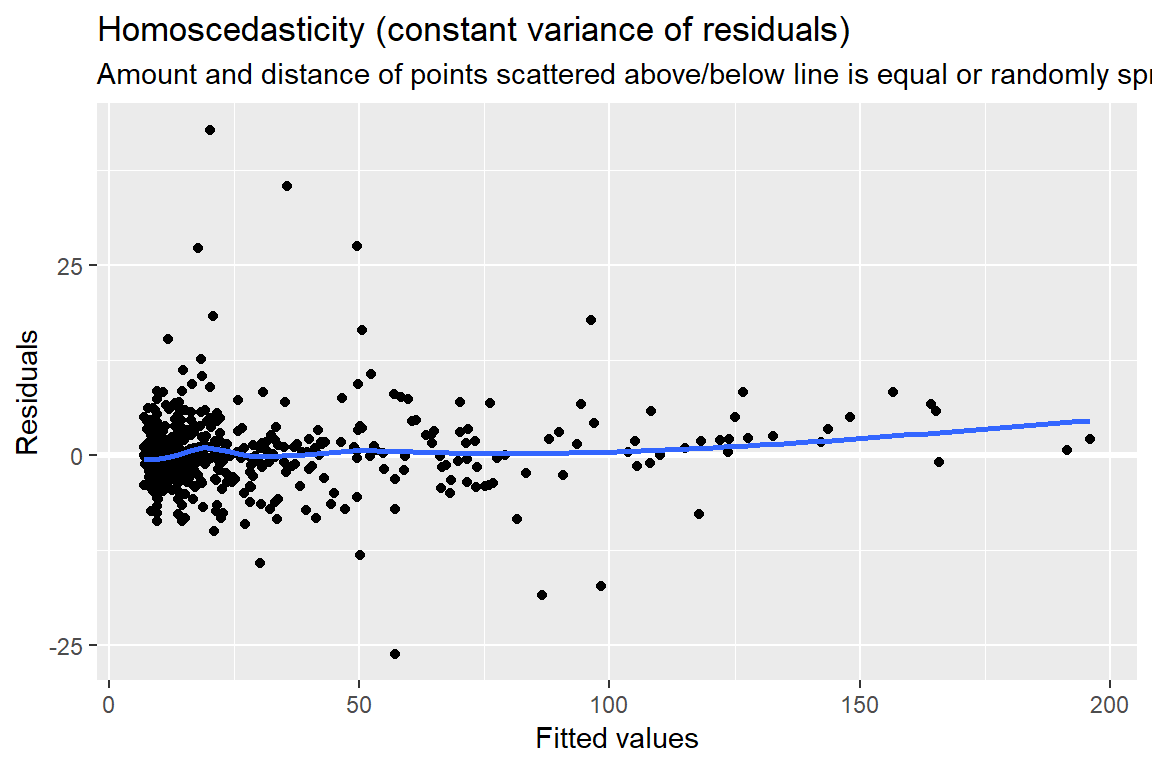 Homoscedasticity (constant variance of residuals)
Amount and distance of points scattered above/below line is equal or randomly spr
Residuals
25
0
-25
0
50
100
150
200
Fitted values